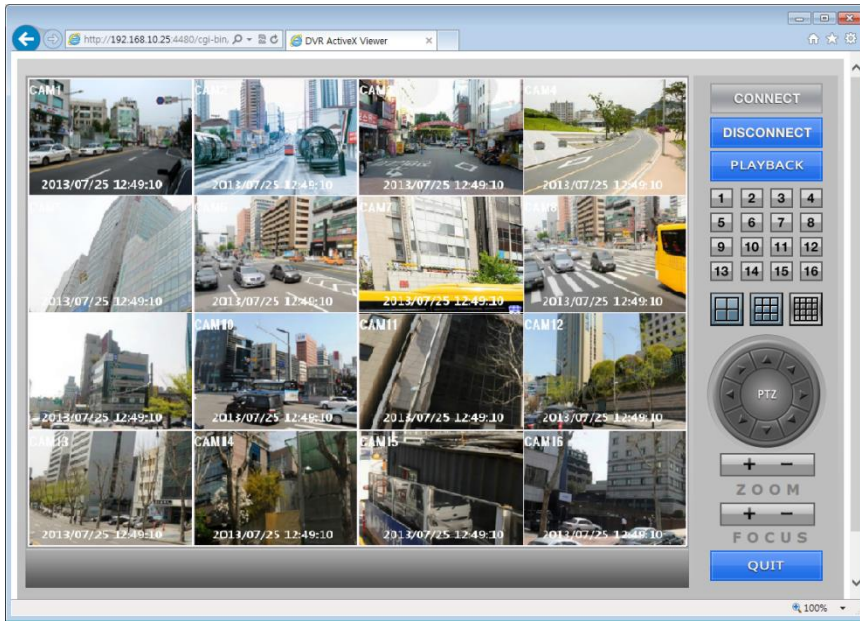 http://192.168.10.25:4480/cgi-bin,
DVR ActiveX Viewer
CAM1
CAM2
CAM3
CAM4
2013/07/25 12:49:10
2013/07/25 12:49:10
2013/07/25 12:49:10
2013/07/25 12:49:10
CAM6
CAM7
CAM8
2013/07/25 12:49:10
2013/07/25 12:49:10
2013/07/25 12:49:10
2013/07/25 12:49:10
CAM10
CAM11
CAM12
2013/07/25 12:49:10
2013/07/25 12:49:10
2013/07/25 12:49:10
2013/07/25 12:49:10
CAM13
CAM14
CAM15
CAM16
2013/07/25 12:49:10
2013/07/25 12:49:10
2013/07/25 12:49:10
2013/07/25 12:49:10
CONNECT
DISCONNECT
PLAYBACK
1 2 3 4
5 6 7 8
9 10 11 12
13 14 15 16
PTZ
+ −
ZOOM
+ −
FOCUS
QUIT
100%